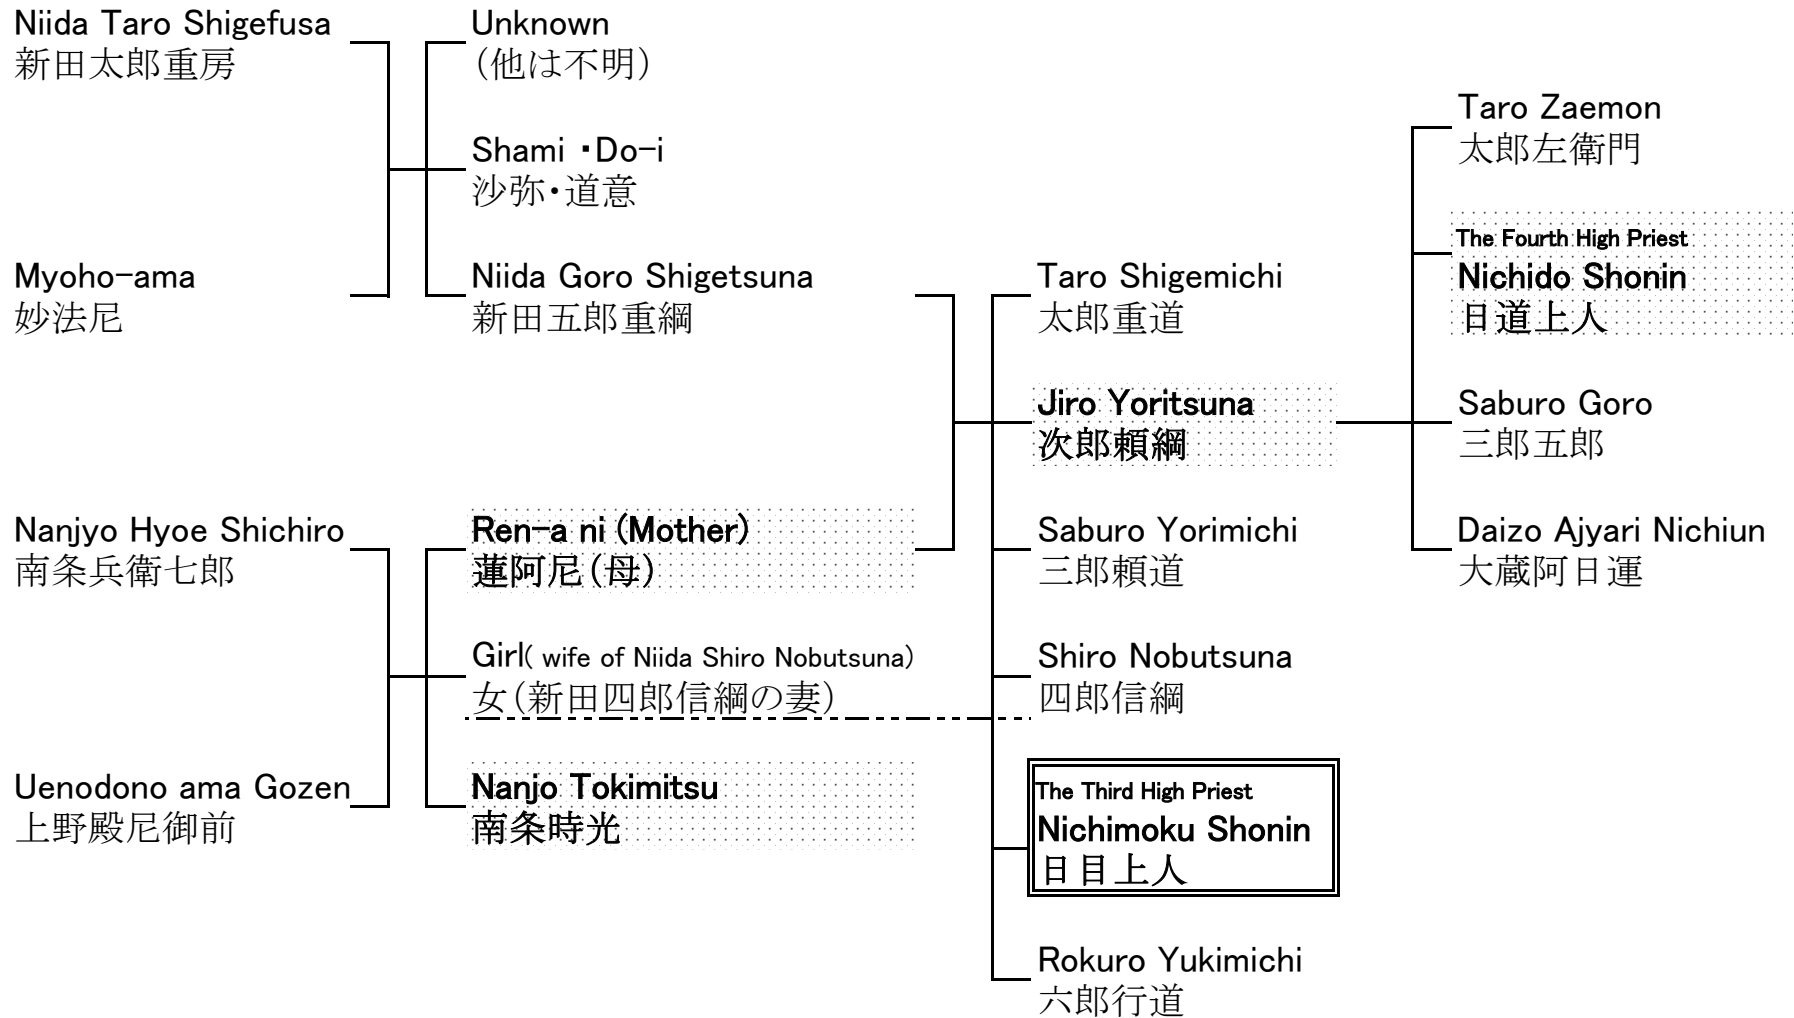 Niida Taro Shigefusa
新田太郎重房
Myoho-ama
妙法尼
Nanjyo Hyoe Shichiro
南条兵衛七郎
Uenodono ama Gozen
上野殿尼御前
Unknown
(他は不明)
Shami ・Do-i
沙弥・道意
Niida Goro Shigetsuna
新田五郎重綱
Ren-a ni (Mother)
蓮阿尼(母)
Girl( wife of Niida Shiro Nobutsuna)
女(新田四郎信綱の妻)
Nanjo Tokimitsu
南条時光
Taro Shigemichi
太郎重道
Jiro Yoritsuna
次郎頼綱
Saburo Yorimichi
三郎頼道
Shiro Nobutsuna
四郎信綱
The Third High Priest
Nichimoku Shonin
日目上人
Rokuro Yukimichi
六郎行道
Taro Zaemon
太郎左衛門
The Fourth High Priest
Nichido Shonin
日道上人
Saburo Goro
三郎五郎
Daizo Ajyari Nichiun
大蔵阿日運